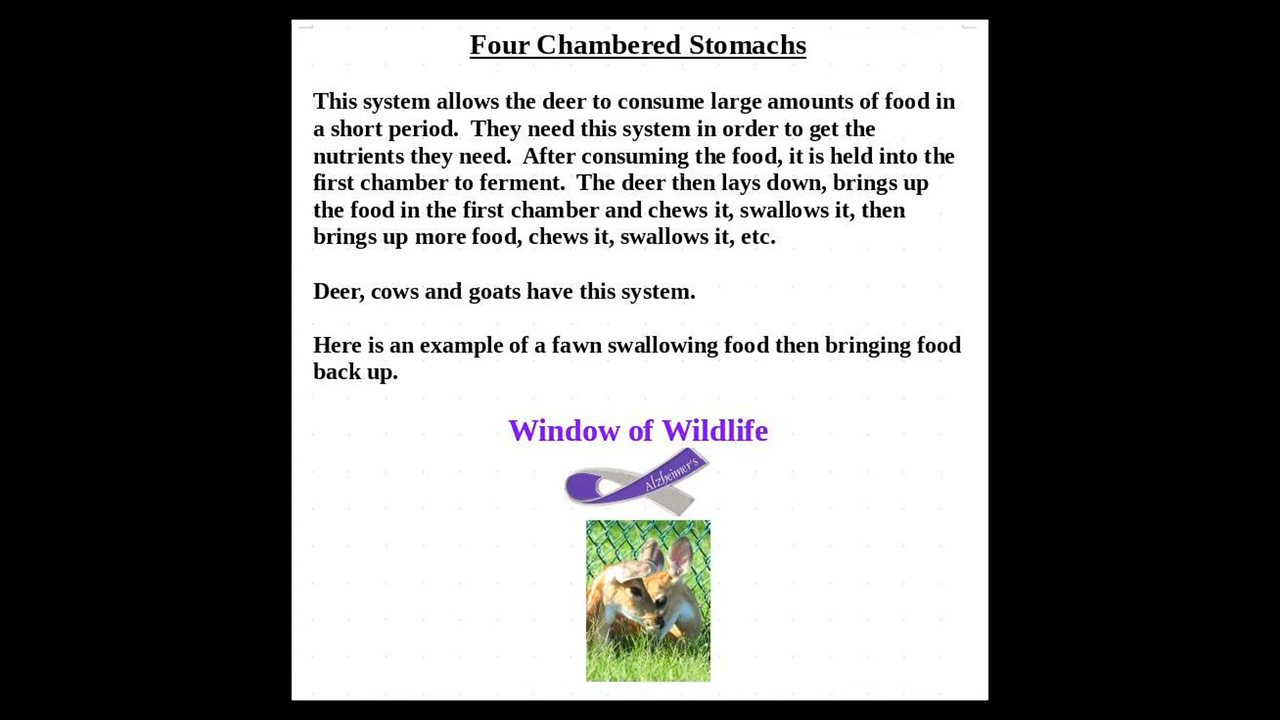 Four Chambered Stomachs
This system allows the deer to consume large amounts of food in
a short period.  They need this system in order to get the
nutrients they need.  After consuming the food, it is held into the
first chamber to ferment.  The deer then lays down, brings up
the food in the first chamber and chews it, swallows it, then
brings up more food, chews it, swallows it, etc.
Deer, cows and goats have this system.
Here is an example of a fawn swallowing food then bringing food
back up.
Window of Wildlife
Alzheimer's